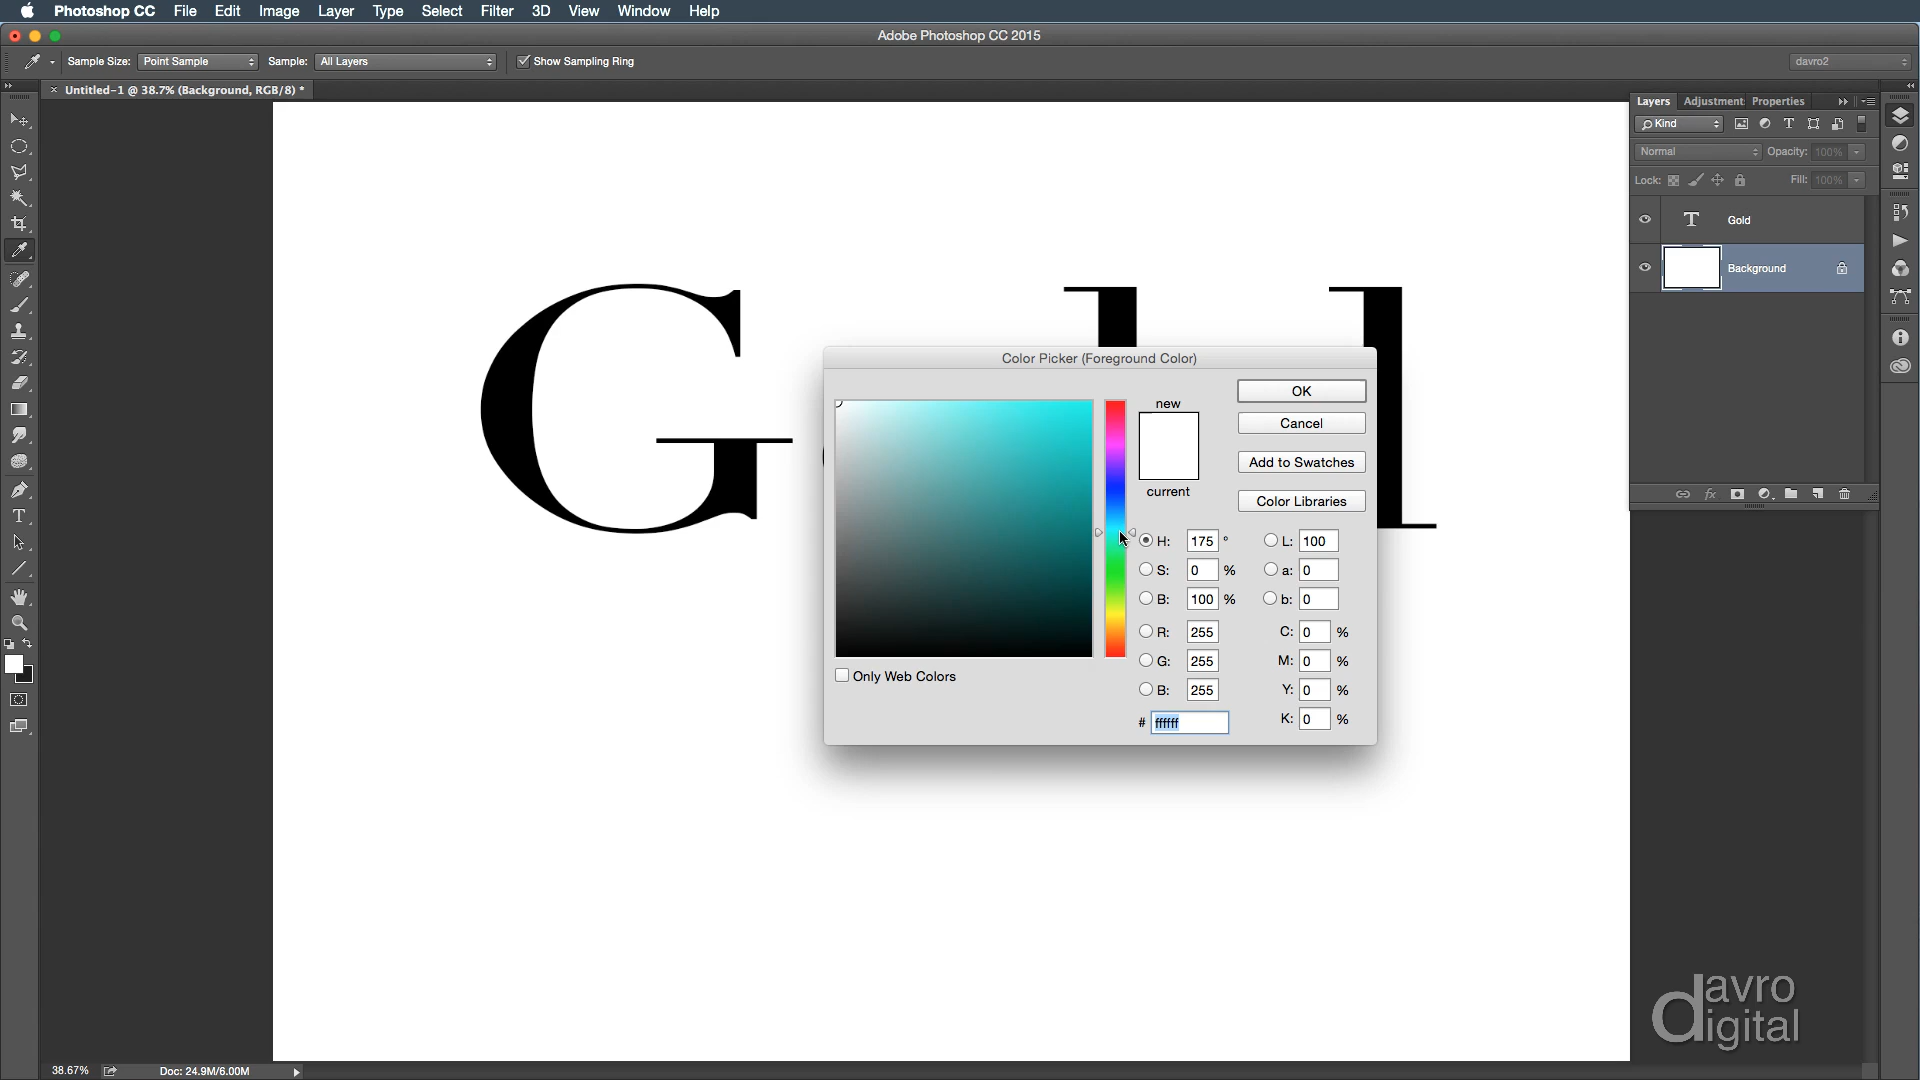 Photoshop CC File Edit Image Layer Type Select Filter 3D View Window Help
Adobe Photoshop CC 2015
Sample Size: Point Sample Sample: All Layers Show Sampling Ring davro2
× Untitled-1 @ 38.7% (Background, RGB/8) *
Layers Adjustment Properties
Kind
Normal Opacity: 100%
Lock: Fill: 100%
T Gold
Background
G l d
Color Picker (Foreground Color)
OK
new
Cancel
Add to Swatches
current
Color Libraries
H: 175 ° L: 100
S: 0 % a: 0
B: 100 % b: 0
R: 255 C: 0 %
G: 255 M: 0 %
Only Web Colors
B: 255 Y: 0 %
# ffffff K: 0 %
davro
digital
38.67% Doc: 24.9M/6.00M